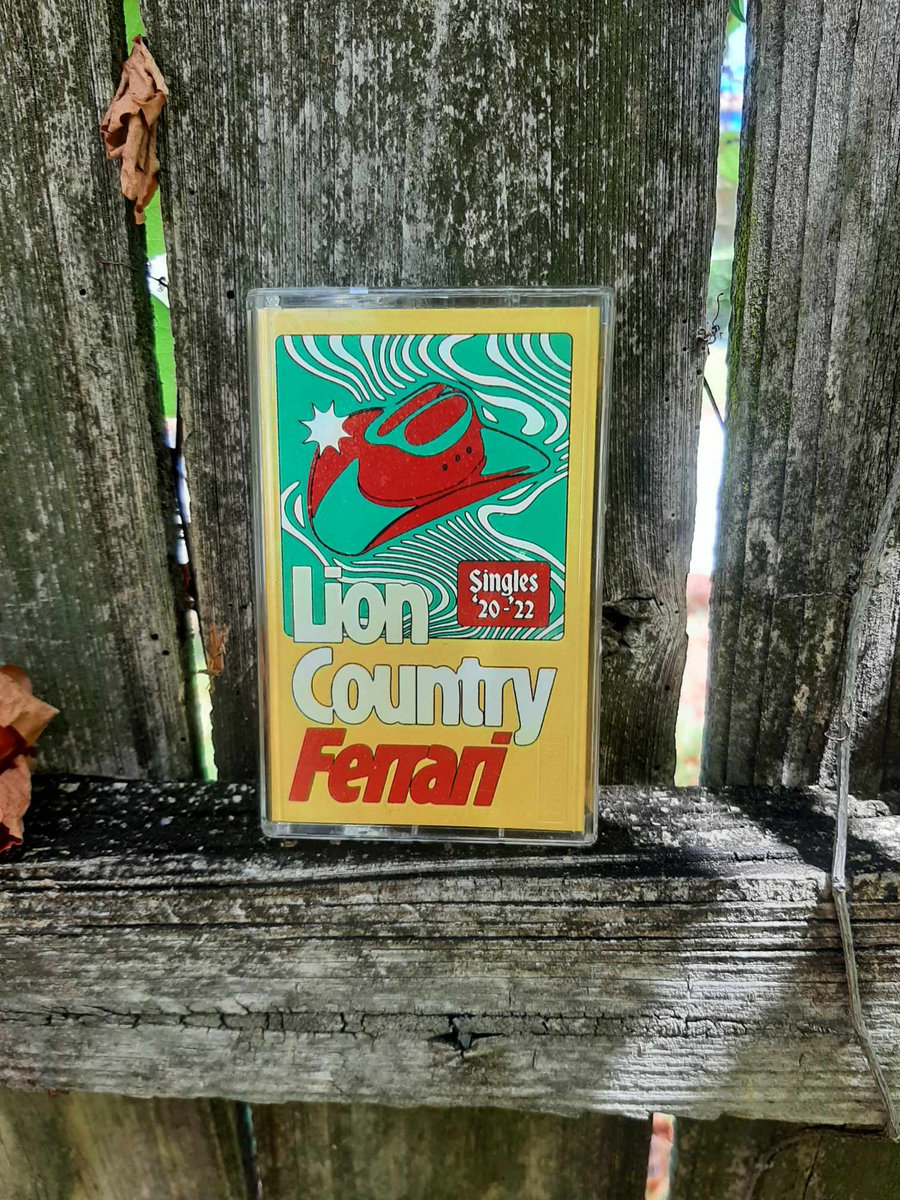 Singles
'20-'22
Lion
Country
Ferrari